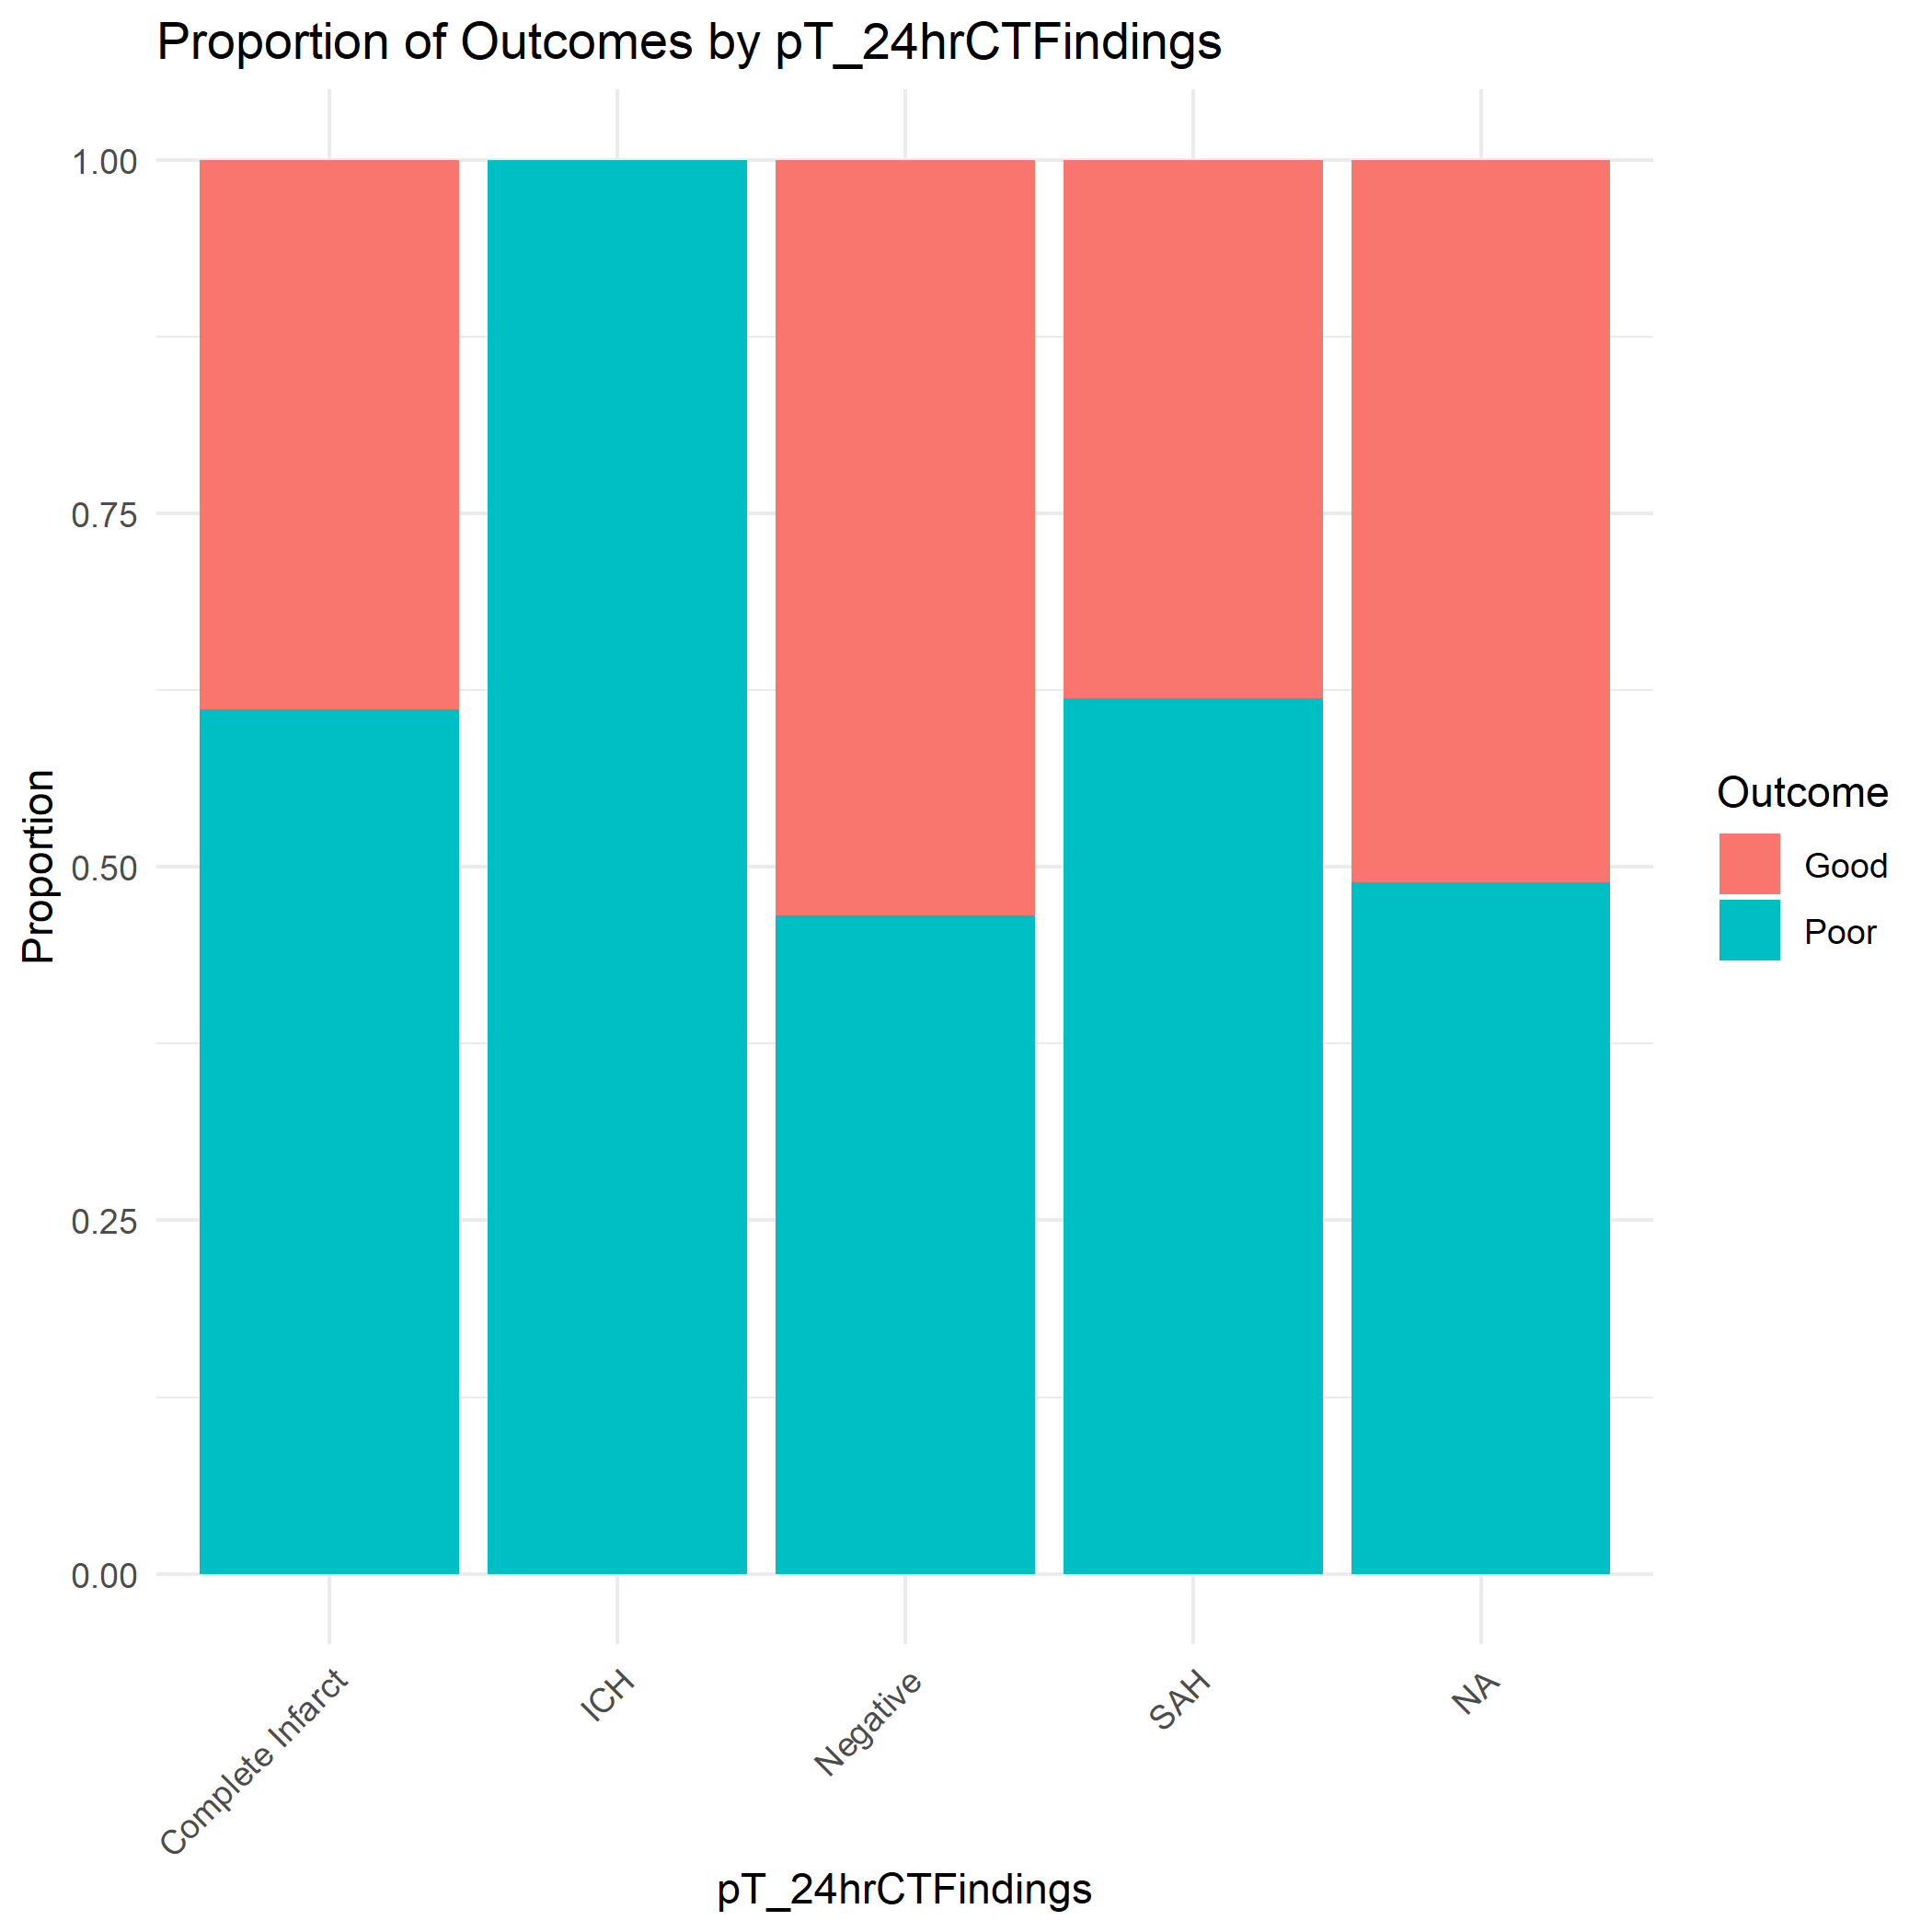 Proportion of Outcomes by pT_24hrCTFindings
1.00
0.75
0.50
0.25
0.00
Proportion
Complete Infarct
ICH
Negative
SAH
NA
pT_24hrCTFindings
Outcome
Good
Poor